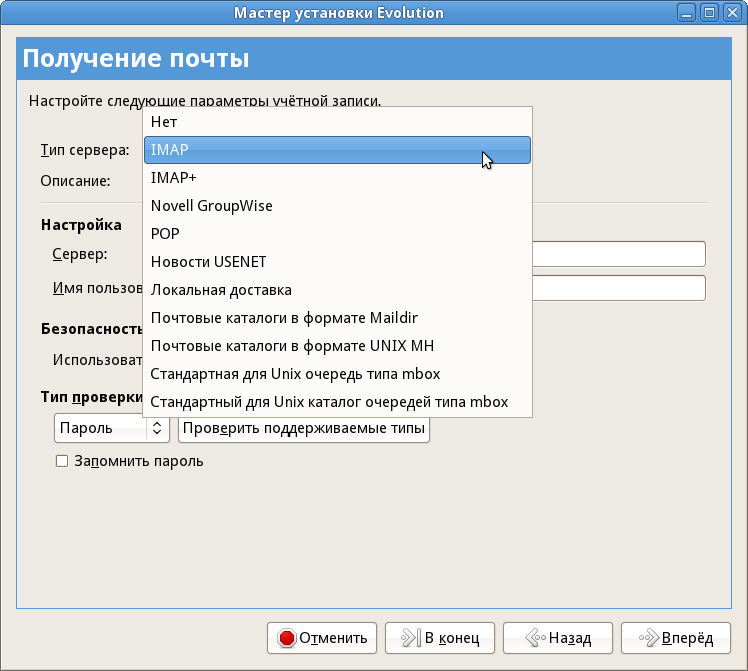 Мастер установки Evolution
Получение почты
Настройте следующие параметры учётной записи.
Нет
Тип сервера:
IMAP
Описание:
IMAP+
Novell GroupWise
Настройка
POP
Сервер:
Новости USENET
Имя пользов
Локальная доставка
Почтовые каталоги в формате Maildir
Безопасность
Почтовые каталоги в формате UNIX MH
Использоват
Стандартная для Unix очередь типа mbox
Тип проверки
Стандартный для Unix каталог очередей типа mbox
Пароль
Проверить поддерживаемые типы
Запомнить пароль
Отменить
В конец
Назад
Вперёд